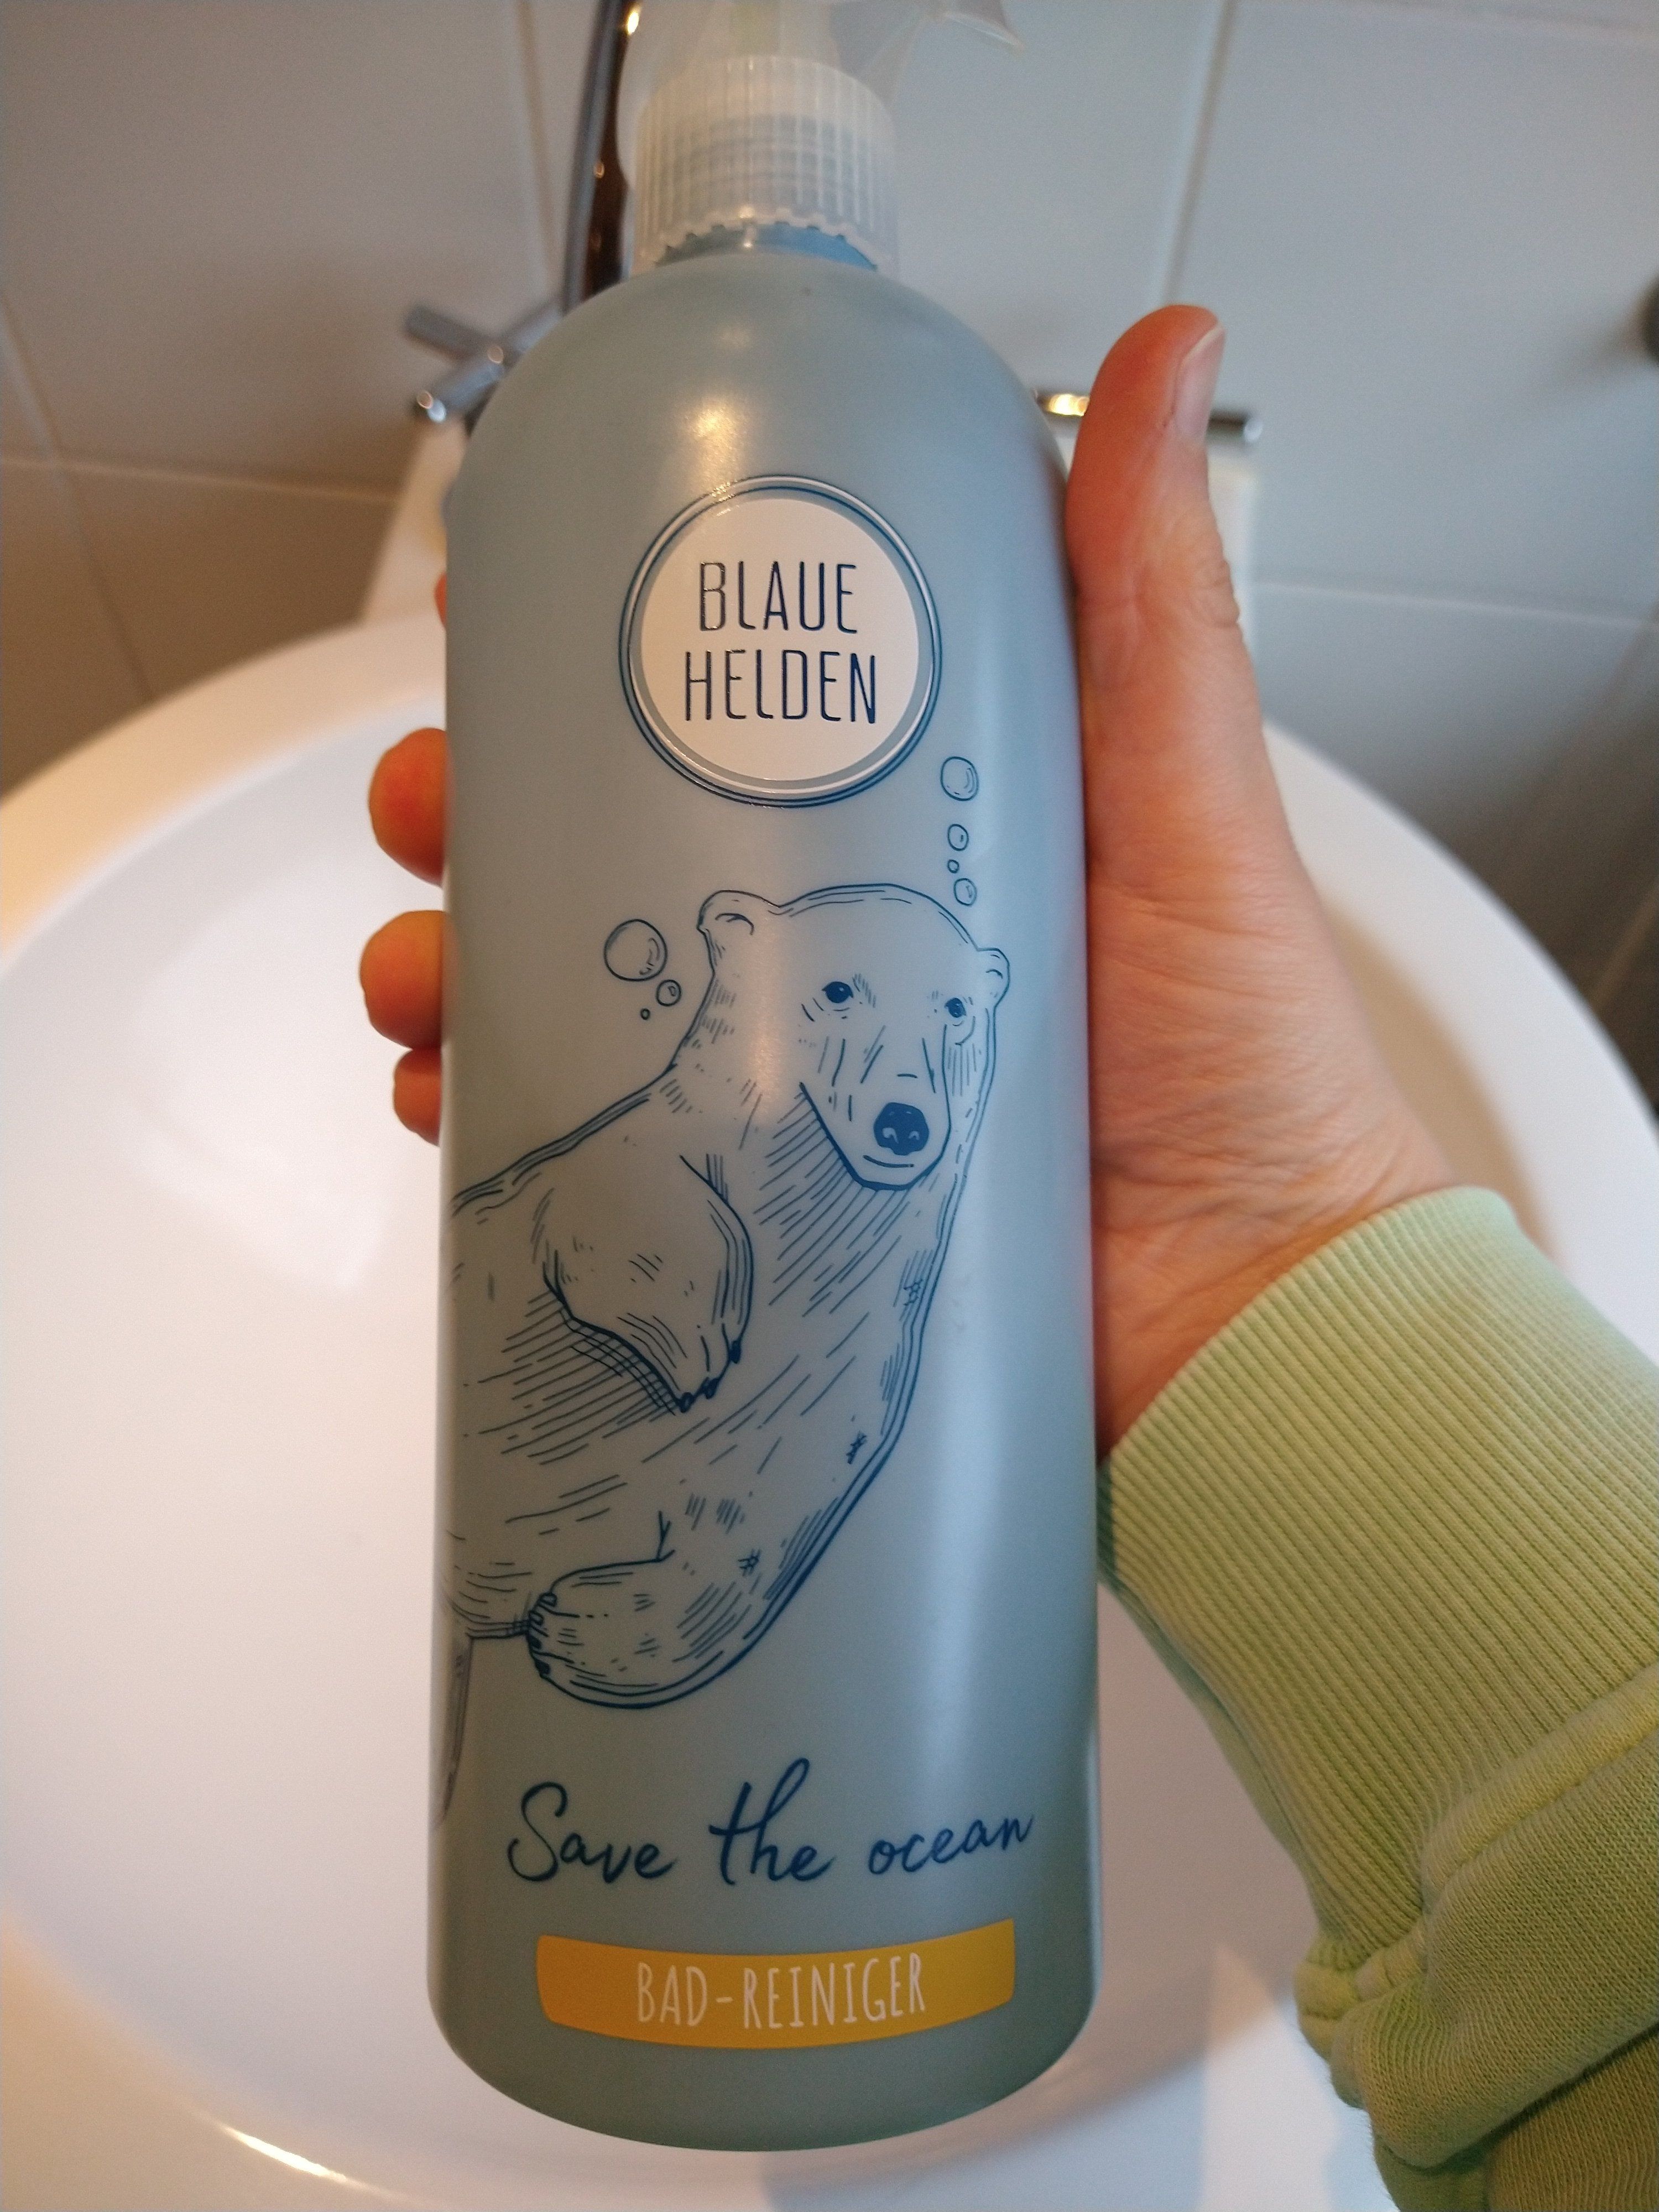 BLAUE
HELDEN
Save the ocean
BAD-REINIGER